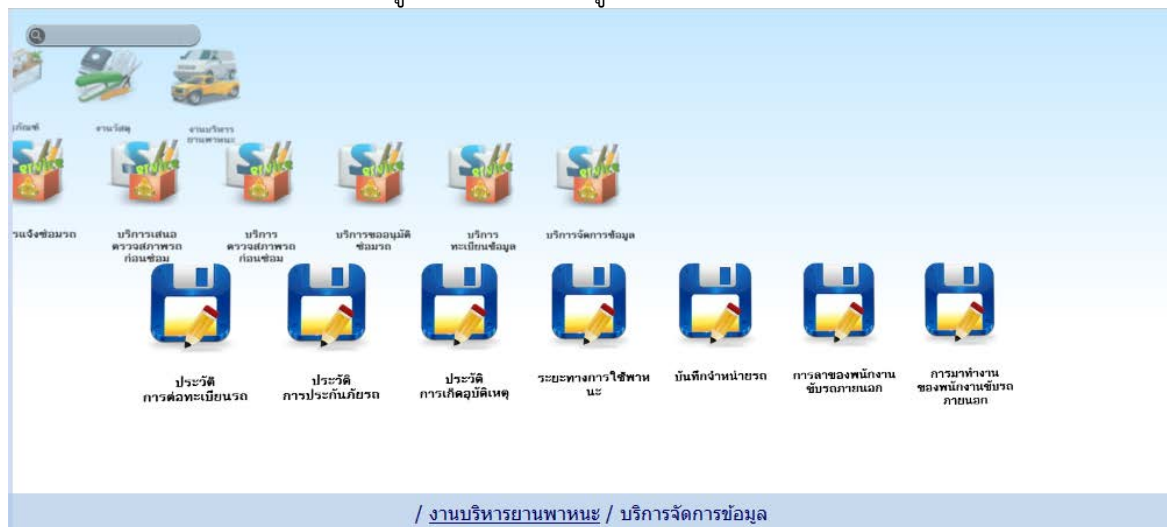 งานวัสดุ
งานบริหาร
ยานพาหนะ
บริการเสนอ
ตรวจสภาพรถ
ก่อนซ่อม
บริการ
ตรวจสภาพรถ
ก่อนซ่อม
บริการขออนุมัติ
ซ่อมรถ
บริการ
ทะเบียนข้อมูล
บริการจัดการข้อมูล
ประวัติ
การต่อทะเบียนรถ
ประวัติ
การประกันภัยรถ
ประวัติ
การเกิดอุบัติเหตุ
ระยะทางการใช้พาห
นะ
บันทึกจำหน่ายรถ
การลาของพนักงาน
ขับรถภายนอก
การมาทำงาน
ของพนักงานขับรถ
ภายนอก
/ งานบริหารยานพาหนะ / บริการจัดการข้อมูล